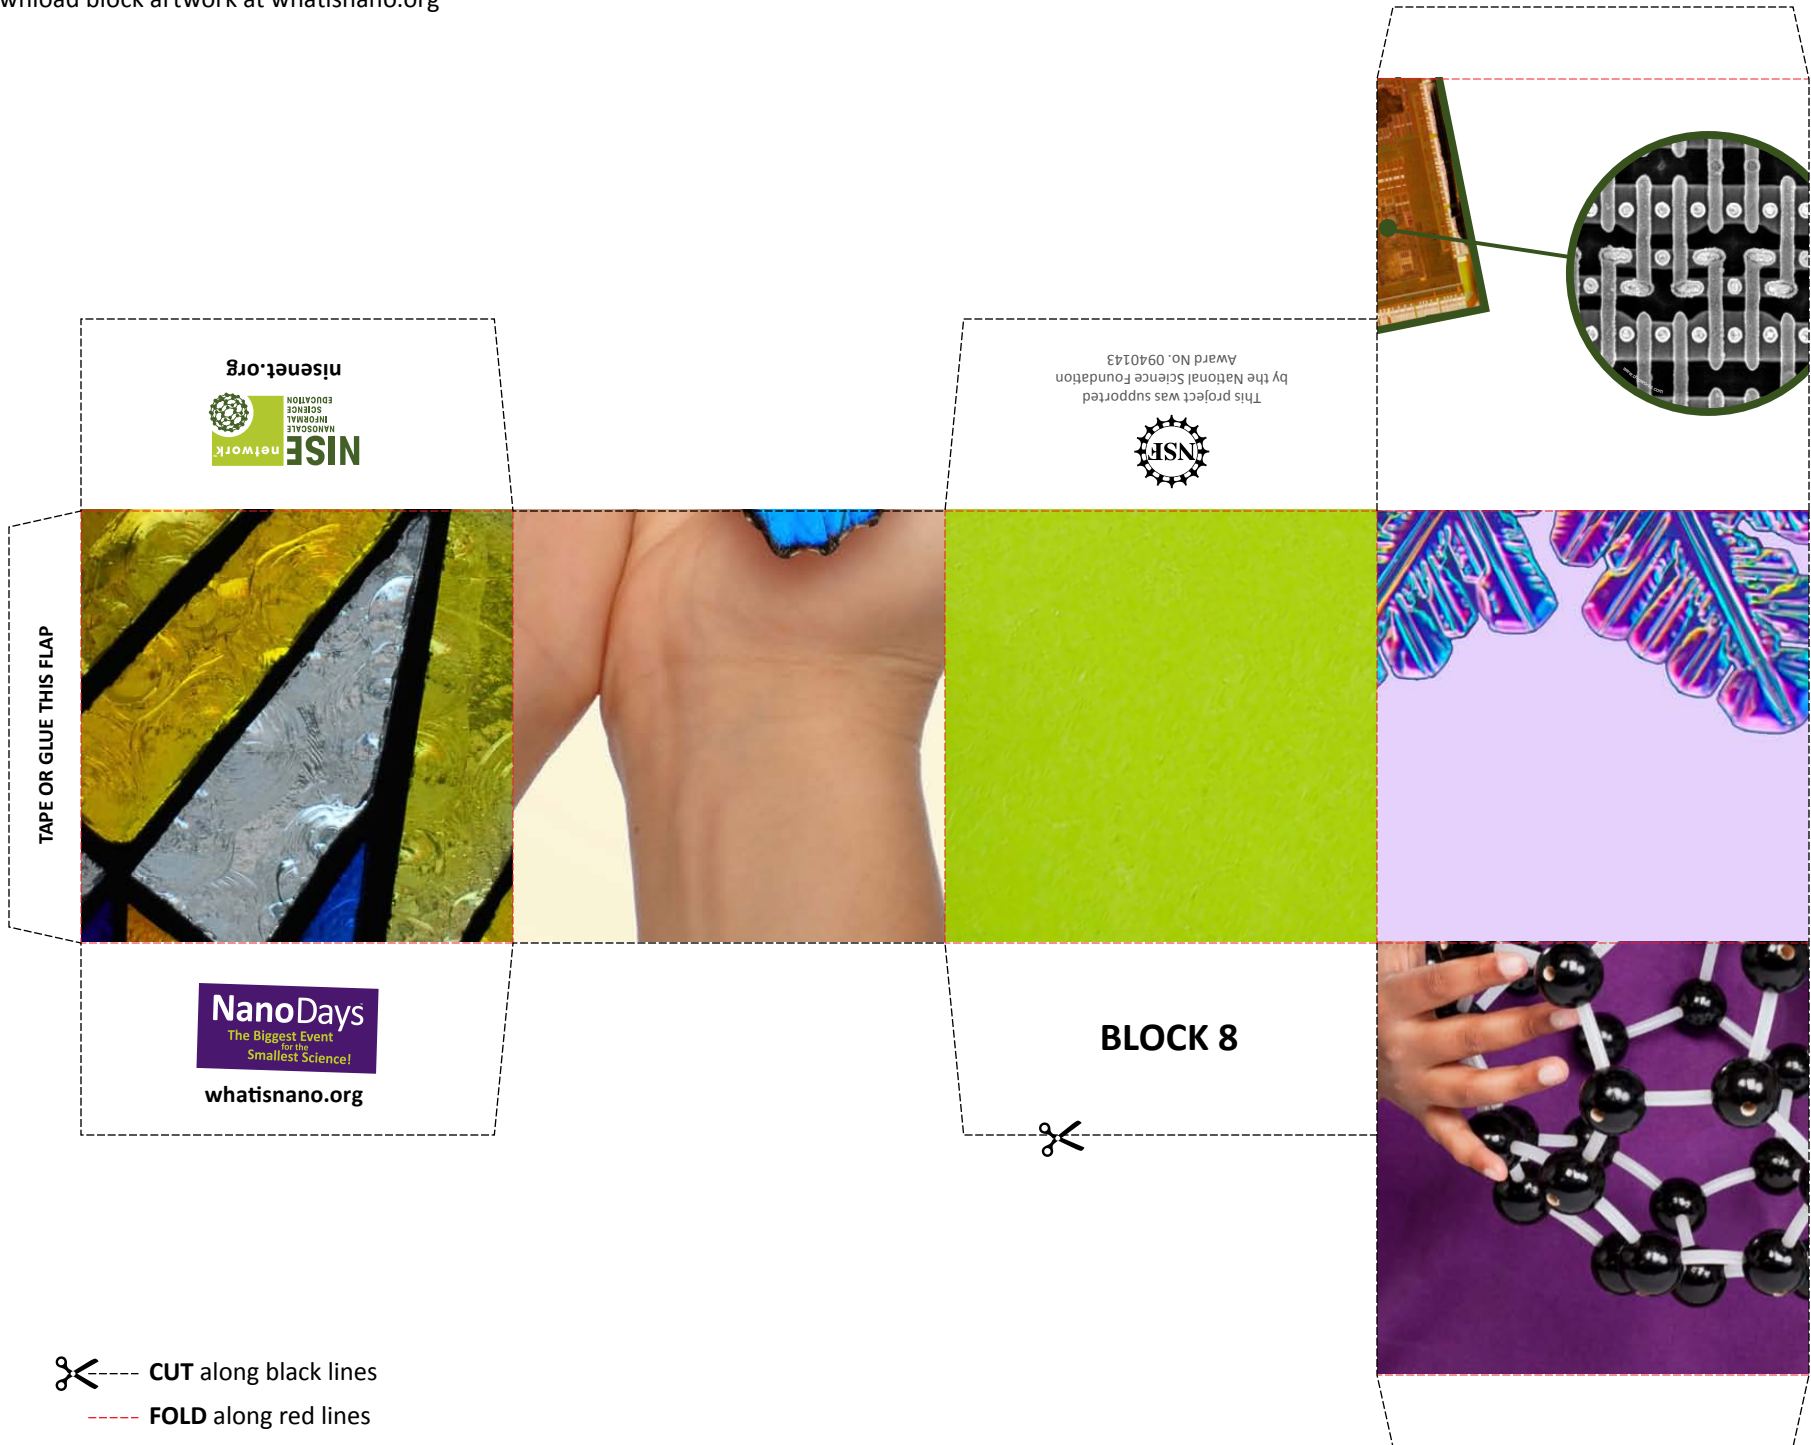 block artwork at whatisnano.org
nisenet.org
NISE network
NANOSCALE
INFORMAL
SCIENCE
EDUCATION
This project was supported
by the National Science Foundation
Award No. 0940143
NSF
TAPE OR GLUE THIS FLAP
NanoDays
The Biggest Event
for the
Smallest Science!
whatisnano.org
BLOCK 8
CUT along black lines
FOLD along red lines